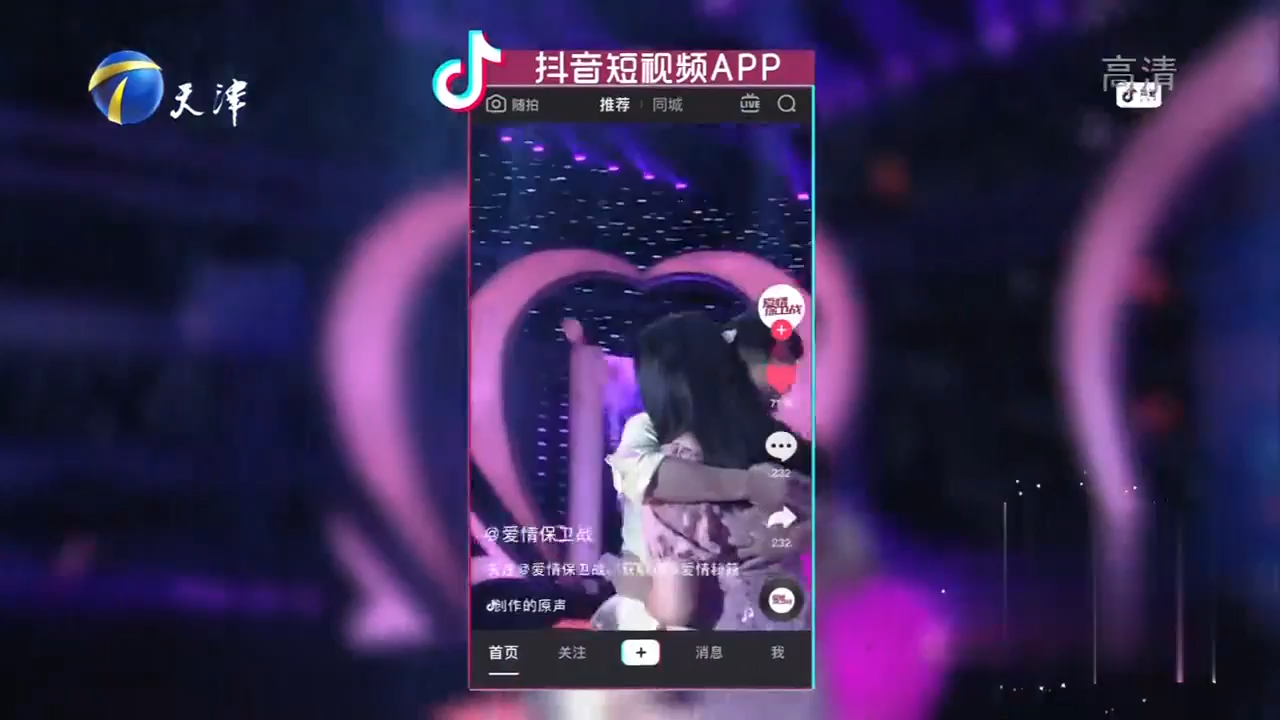 抖音短视频APP
天津
高清
随拍 推荐 同城 LIVE
爱情保卫战
232
232
@爱情保卫战
创作的原声
首页 关注 消息 我